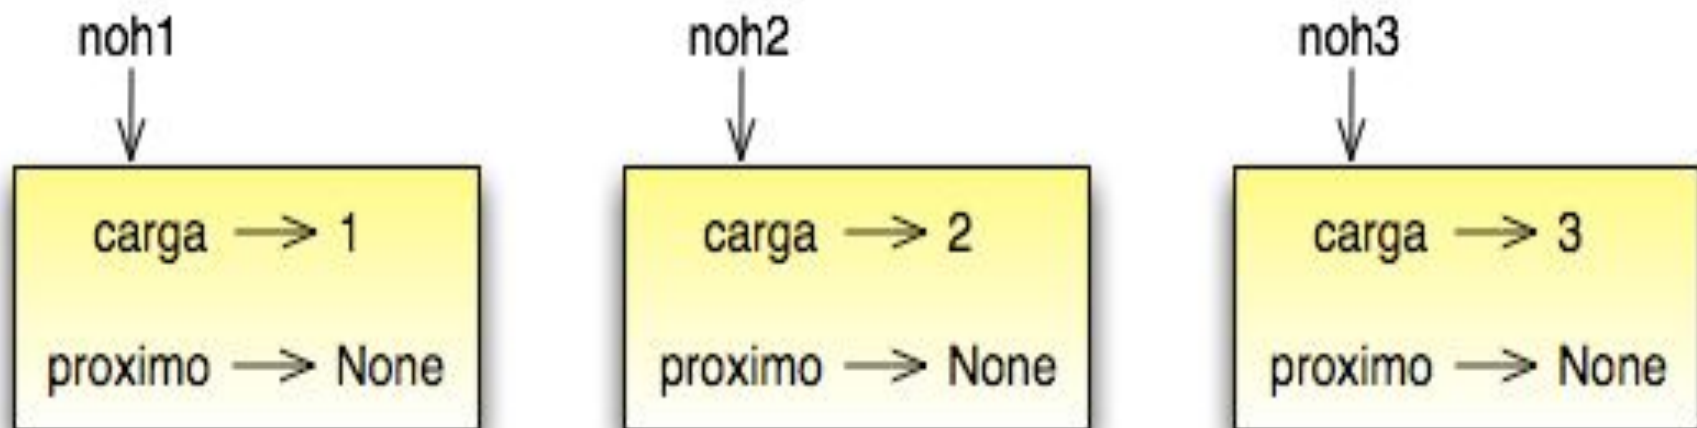 noh1 noh2 noh3
carga 1 carga 2 carga 3
proximo None proximo None proximo None